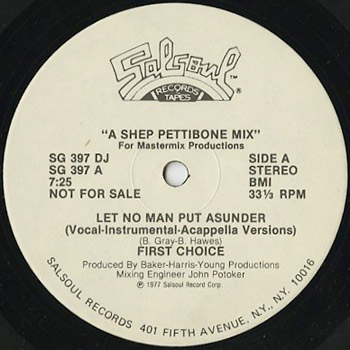 Salsoul
RECORDS
TAPES
TM
®
"A SHEP PETTIBONE MIX"
For Mastermix Productions
SG 397 DJ
SG 397 A
7:25
NOT FOR SALE
SIDE A
STEREO
BMI
33⅓ RPM
LET NO MAN PUT ASUNDER
(Vocal-Instrumental-Acappella Versions)
(B. Gray-B. Hawes)
FIRST CHOICE
Produced By Baker-Harris-Young Productions
Mixing Engineer John Potoker
℗ 1977 Salsoul Record Corp.
SALSOUL RECORDS 401 FIFTH AVENUE, N.Y., N.Y. 10016